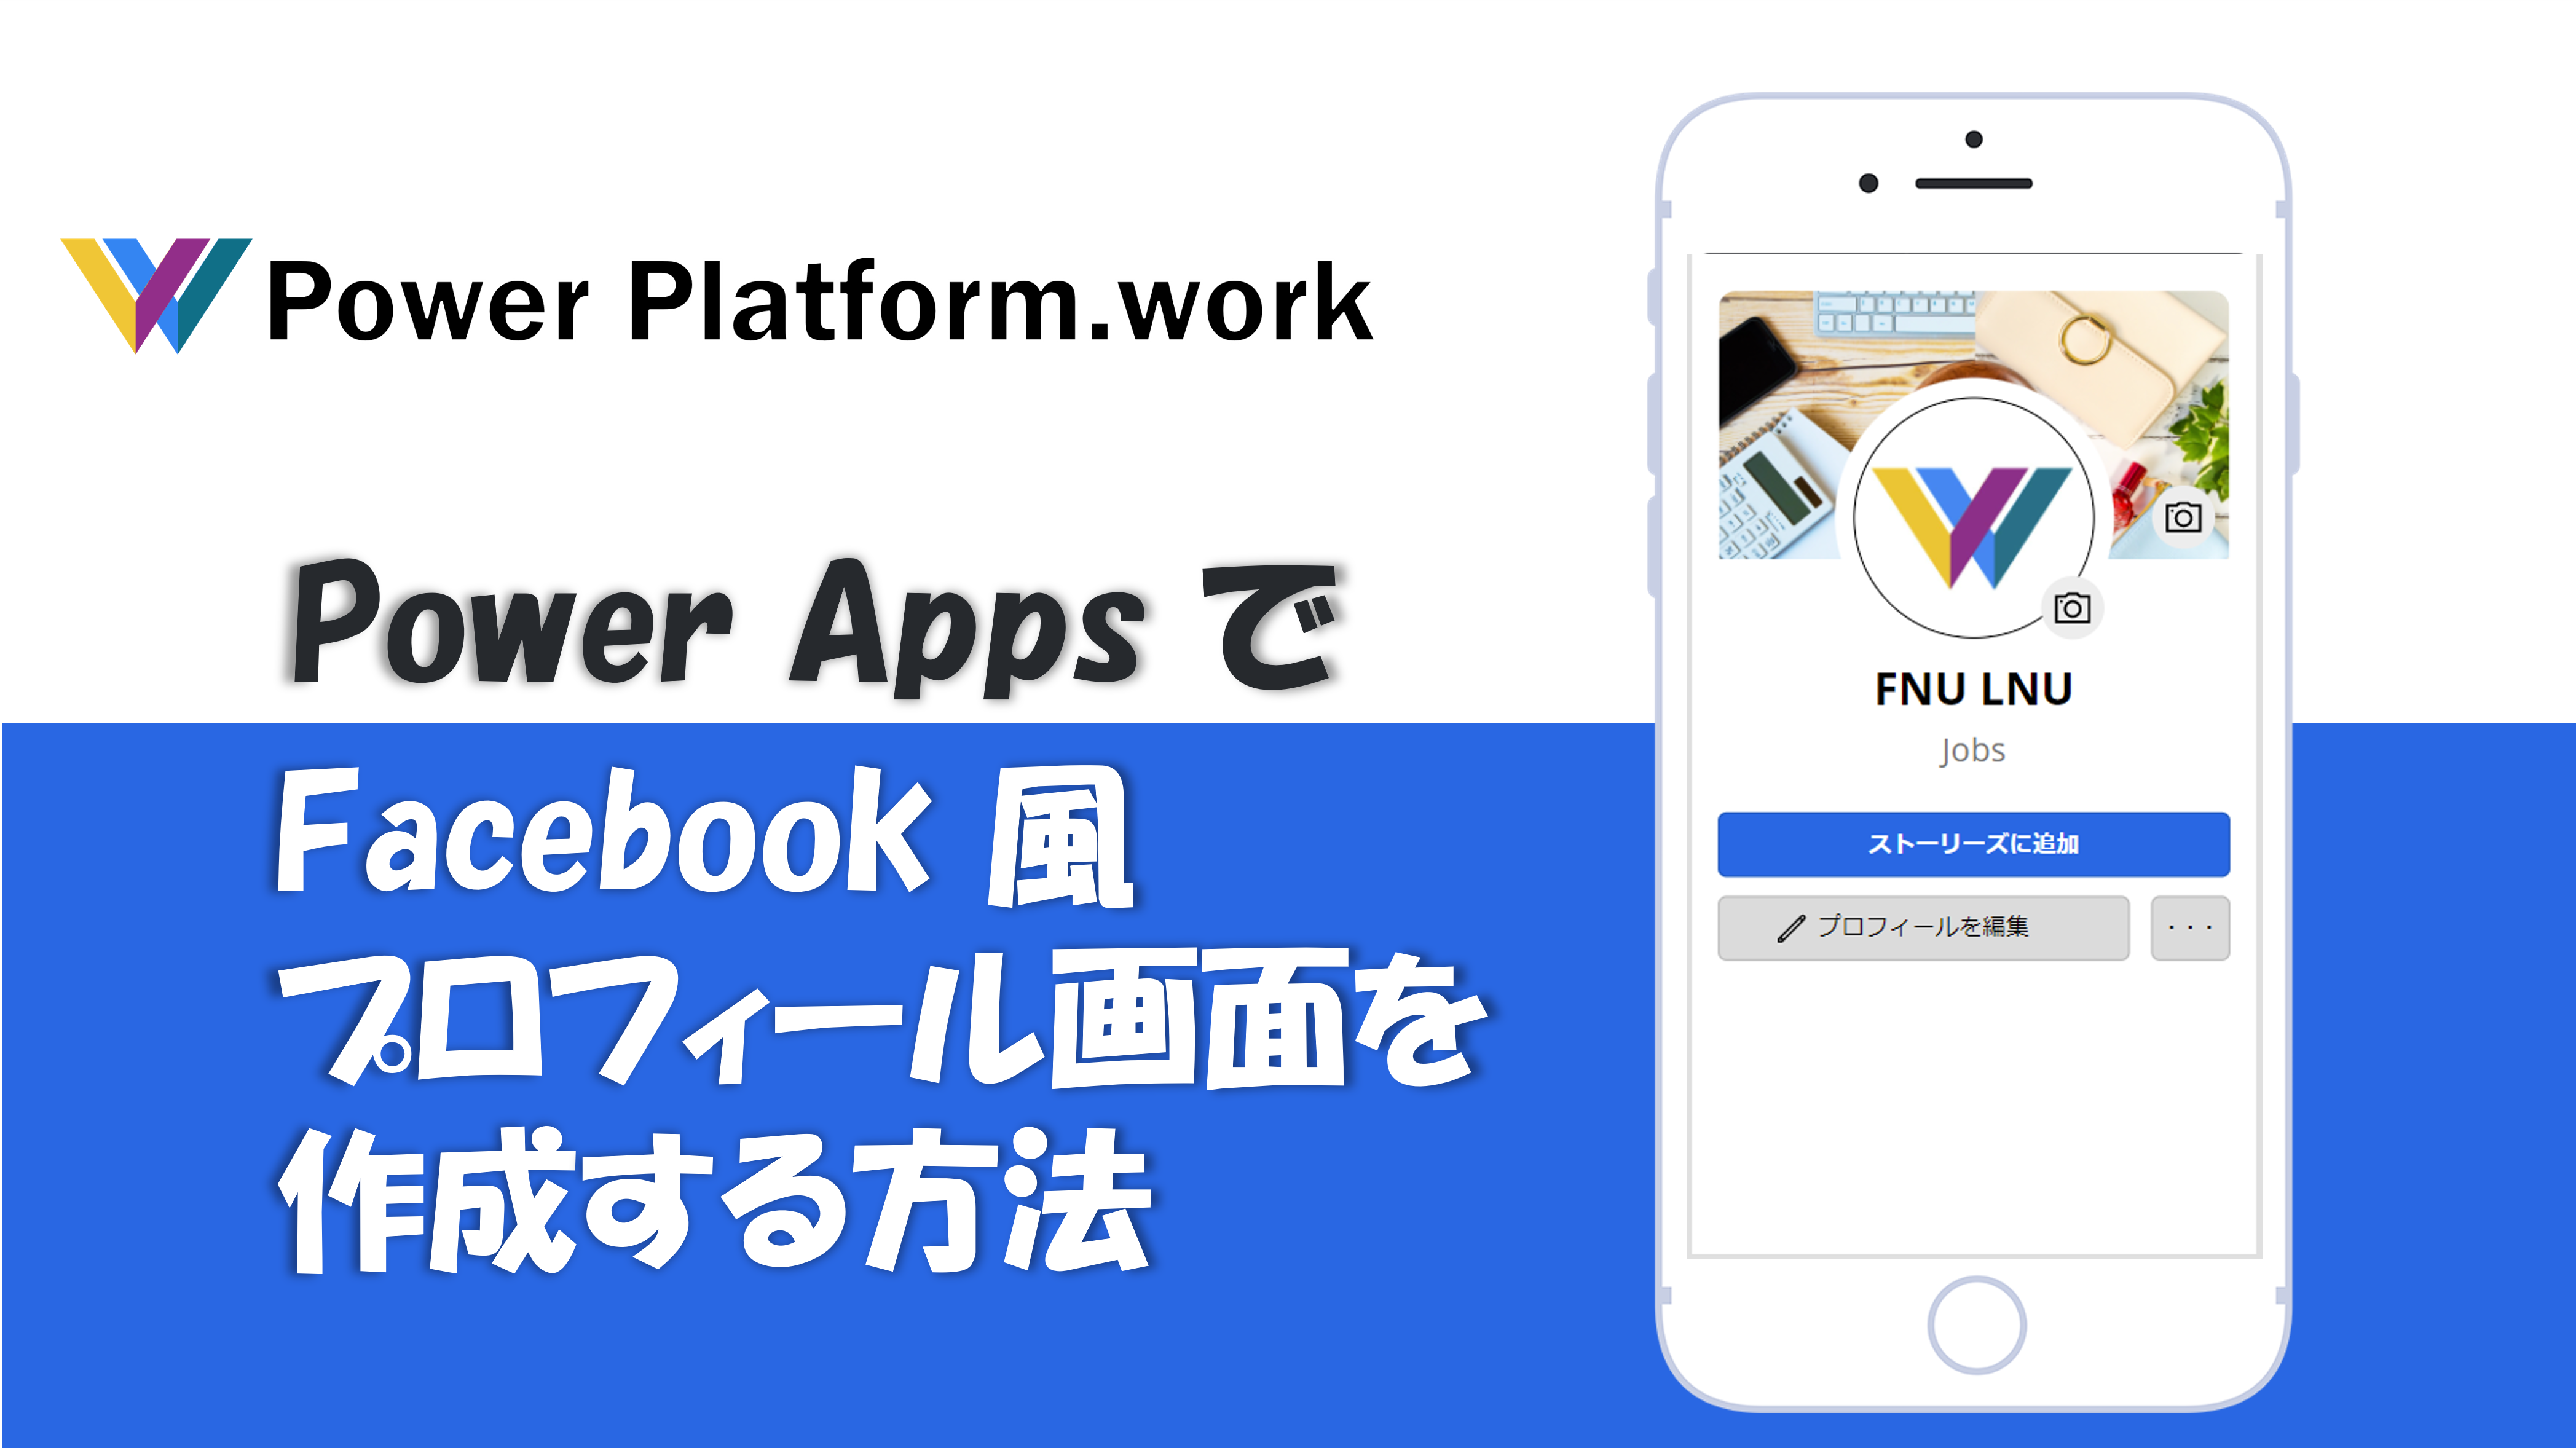 Power Platform.work
Power Apps で
Facebook 風
プロフィール画面を
作成する方法
FNU LNU
Jobs
ストーリーズに追加
プロフィールを編集
・・・